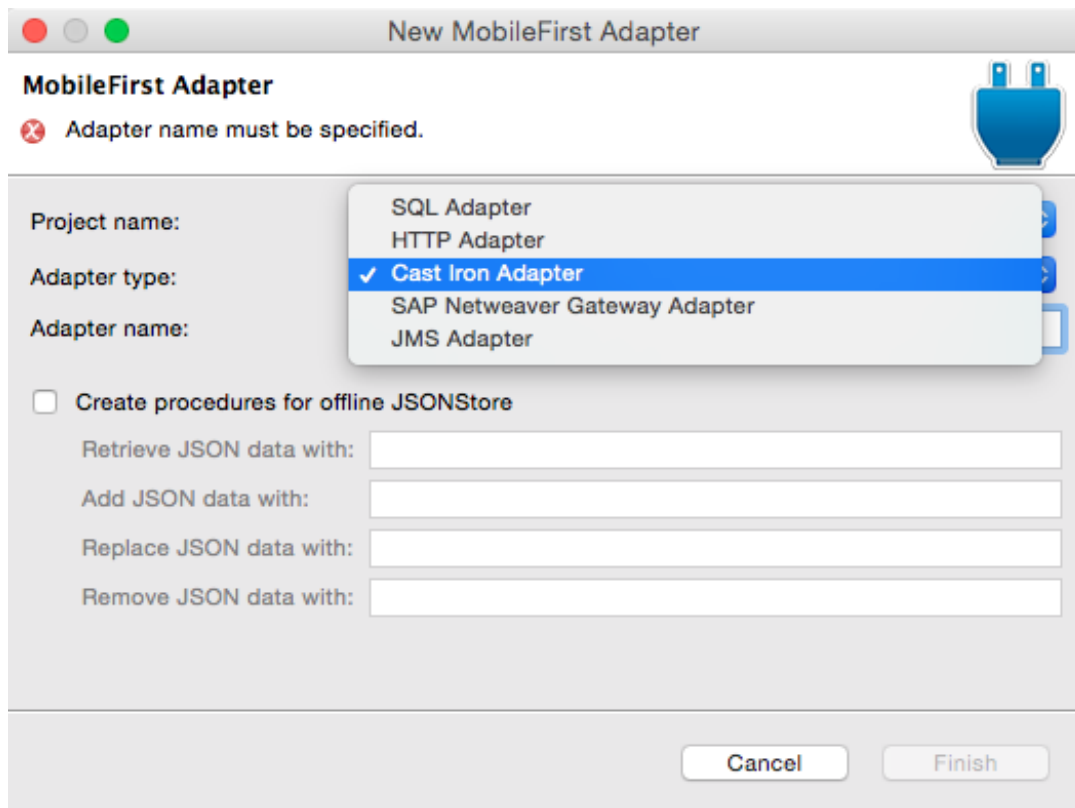 New MobileFirst Adapter
MobileFirst Adapter
Adapter name must be specified.
Project name:
SQL Adapter
HTTP Adapter
Adapter type:
✓ Cast Iron Adapter
SAP Netweaver Gateway Adapter
Adapter name:
JMS Adapter
Create procedures for offline JSONStore
Retrieve JSON data with:
Add JSON data with:
Replace JSON data with:
Remove JSON data with:
Cancel
Finish